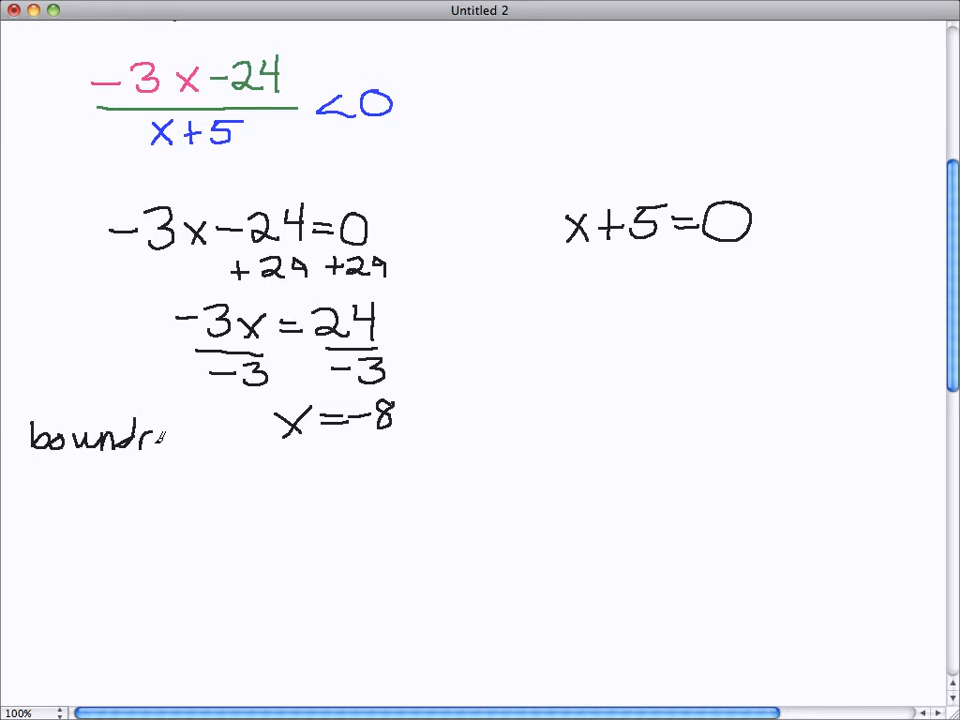 Untitled 2
-3x-24
x+5
<0
-3x-24=0
+24 +24
x+5=0
-3x=24
-3 -3
x=-8
boundr
100%